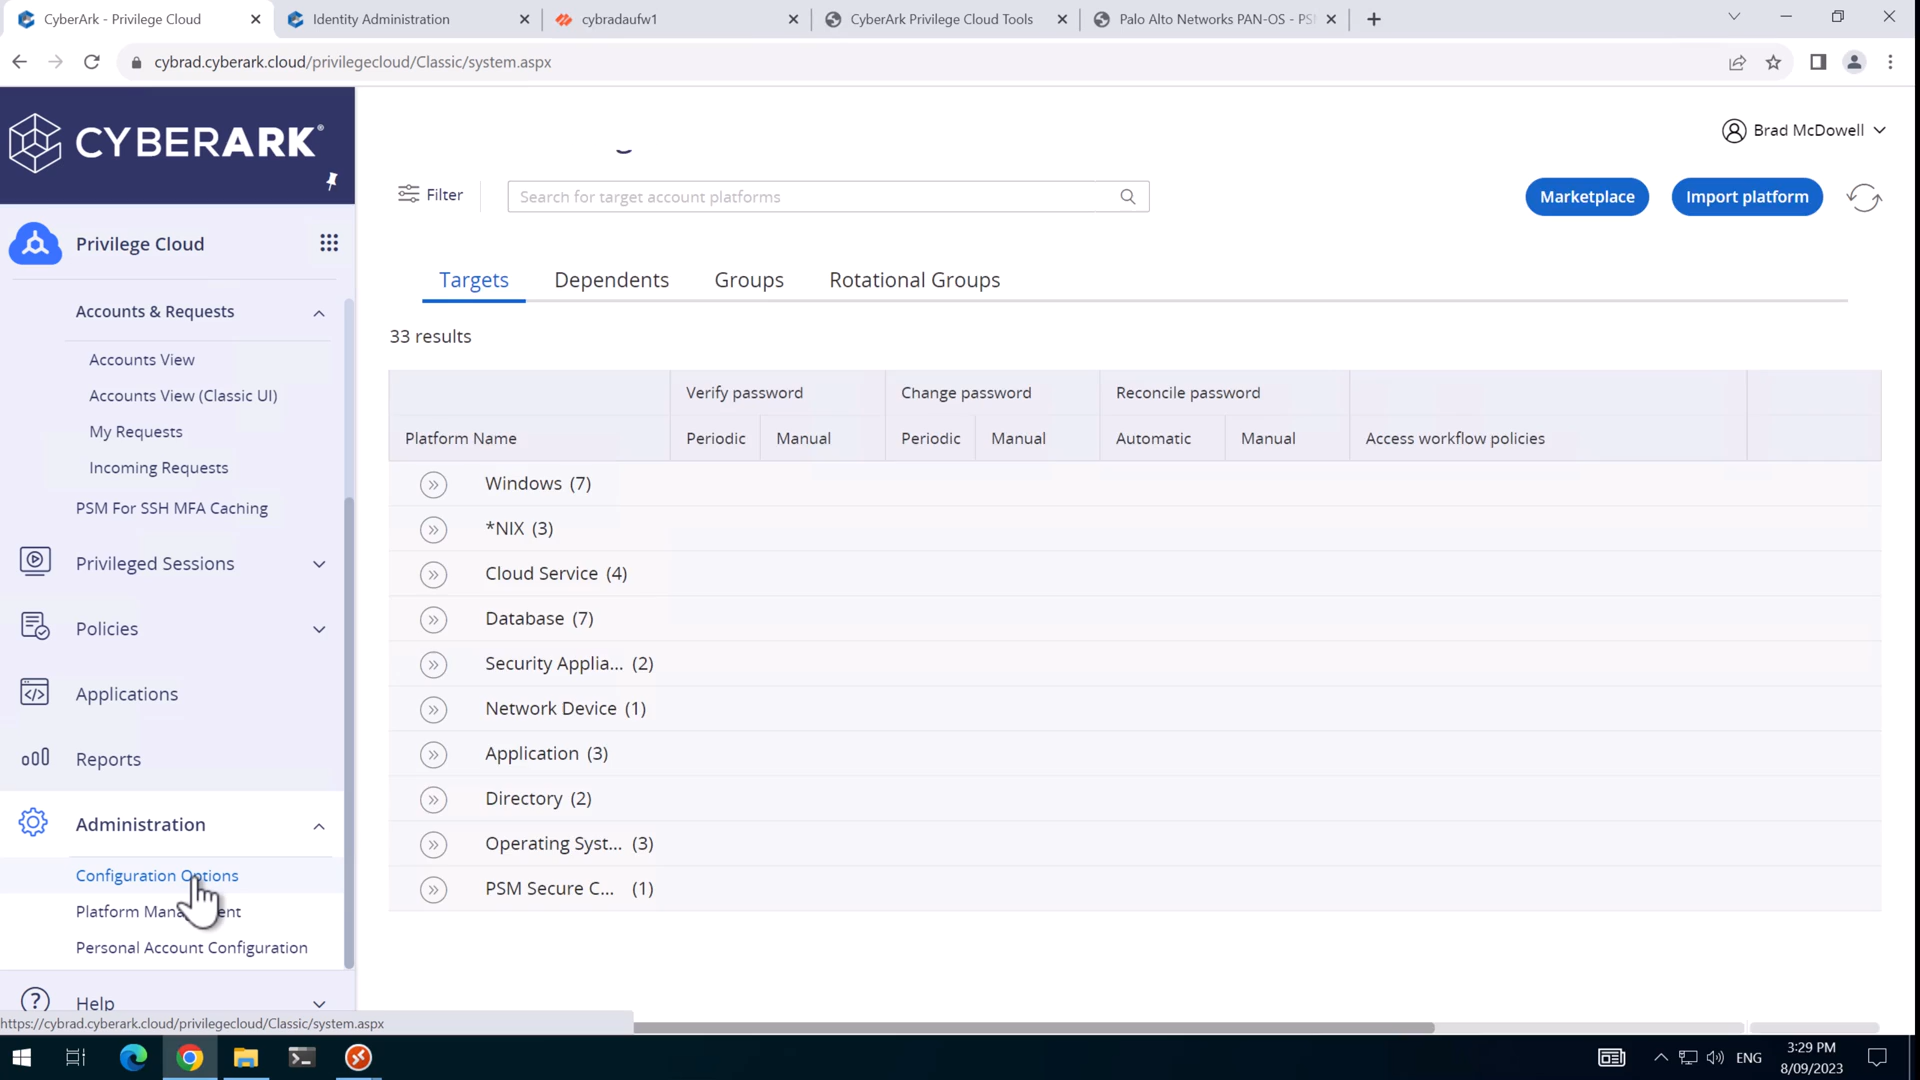 CyberArk - Privilege Cloud
Identity Administration
cybradaufw1
CyberArk Privilege Cloud Tools
Palo Alto Networks PAN-OS - PS
cybrad.cyberark.cloud/privilegecloud/Classic/system.aspx
CYBERARK®
Brad McDowell
Filter
Search for target account platforms
Marketplace
Import platform
Privilege Cloud
Targets
Dependents
Groups
Rotational Groups
Accounts & Requests
33 results
Accounts View
Accounts View (Classic UI)
My Requests
Incoming Requests
PSM For SSH MFA Caching
Privileged Sessions
Policies
Applications
Reports
Administration
Configuration Options
Platform Management
Personal Account Configuration
Help
Verify password
Change password
Reconcile password
Platform Name
Periodic
Manual
Periodic
Manual
Automatic
Manual
Access workflow policies
Windows (7)
*NIX (3)
Cloud Service (4)
Database (7)
Security Applia... (2)
Network Device (1)
Application (3)
Directory (2)
Operating Syst... (3)
PSM Secure C... (1)
https://cybrad.cyberark.cloud/privilegecloud/Classic/system.aspx
ENG
3:29 PM
8/09/2023